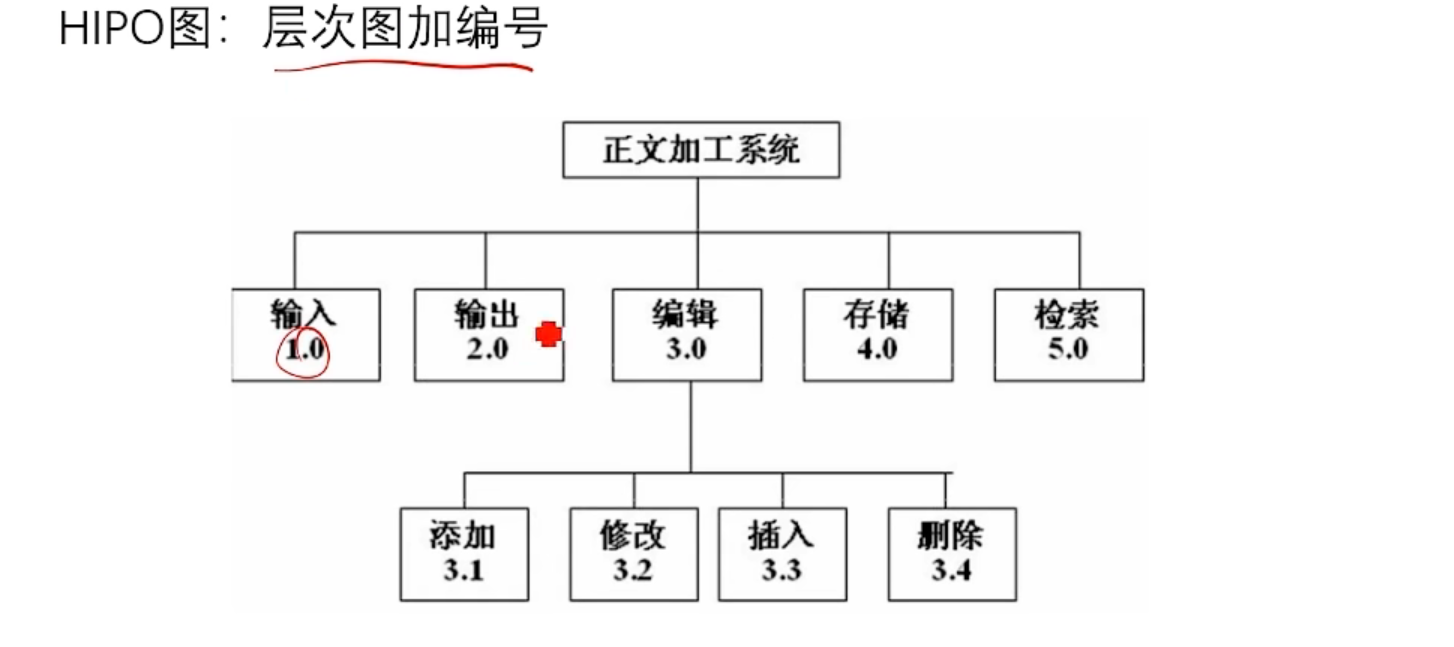 HIPO图：层次图加编号
正文加工系统
输入 输出 编辑 存储 检索
1.0 2.0 3.0 4.0 5.0
添加 修改 插入 删除
3.1 3.2 3.3 3.4